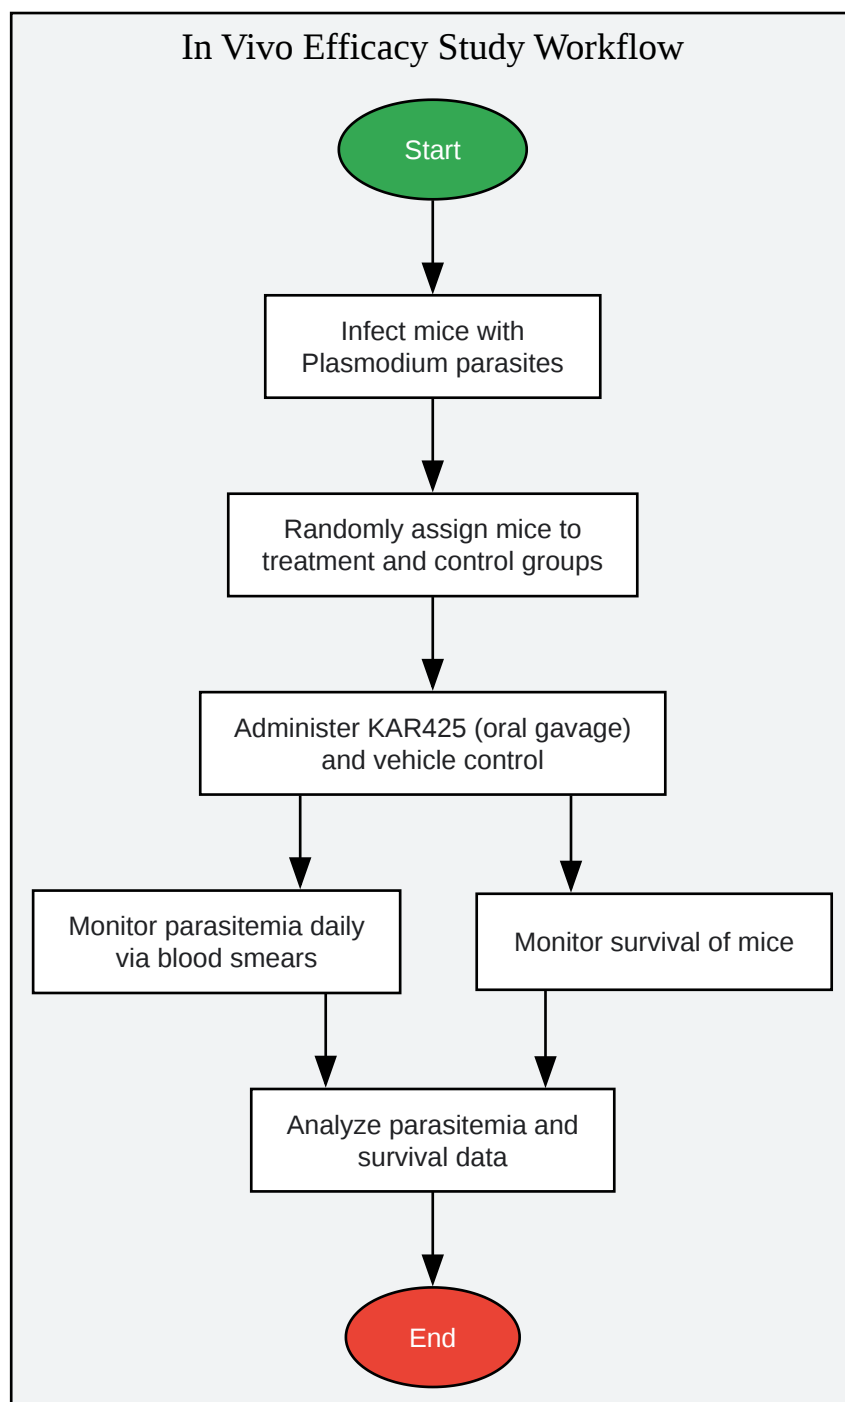 In Vivo Efficacy Study Workflow
Start
Infect mice with
Plasmodium parasites
Randomly assign mice to
treatment and control groups
Administer KAR425 (oral gavage)
and vehicle control
Monitor parasitemia daily
via blood smears
Monitor survival of mice
Analyze parasitemia and
survival data
End